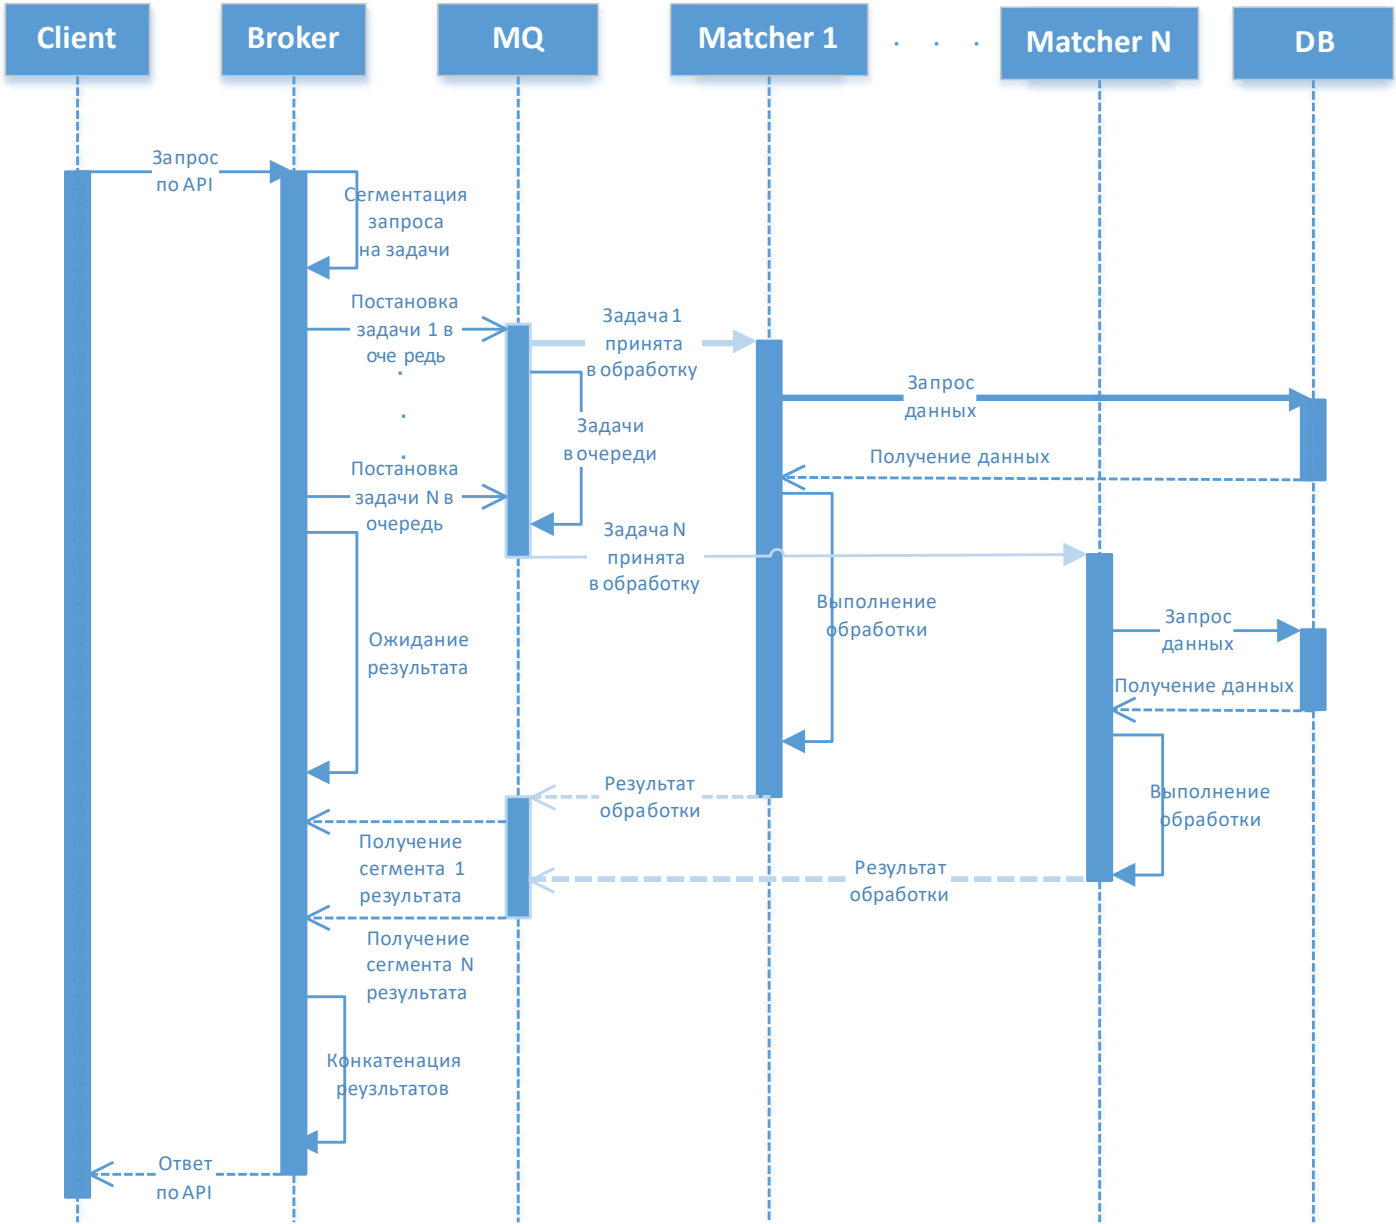 Client
Broker
MQ
Matcher 1
. . .
Matcher N
DB
Запрос
по API
Сегментация
запроса
на задачи
Постановка
задачи 1 в
оче редь
.
.
.
Постановка
задачи N в
очередь
Задача 1
принята
в обработку
Задачи
в очереди
Задача N
принята
в обработку
Запрос
данных
Получение данных
Выполнение
обработки
Запрос
данных
Получение данных
Выполнение
обработки
Ожидание
результата
Результат
обработки
Получение
сегмента 1
результата
Результат
обработки
Получение
сегмента N
результата
Конкатенация
реузльтатов
Ответ
по API